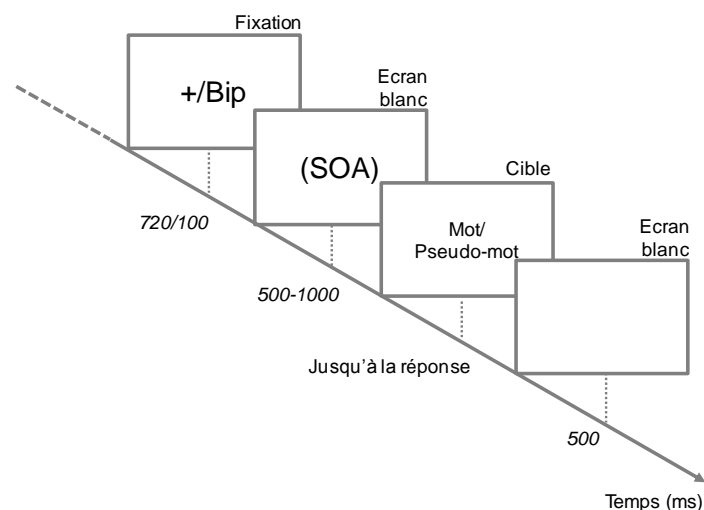 Fixation
+/Bip
720/100
Ecran
blanc
(SOA)
500-1000
Cible
Mot/
Pseudo-mot
Jusqu'à la réponse
Ecran
blanc
500
Temps (ms)